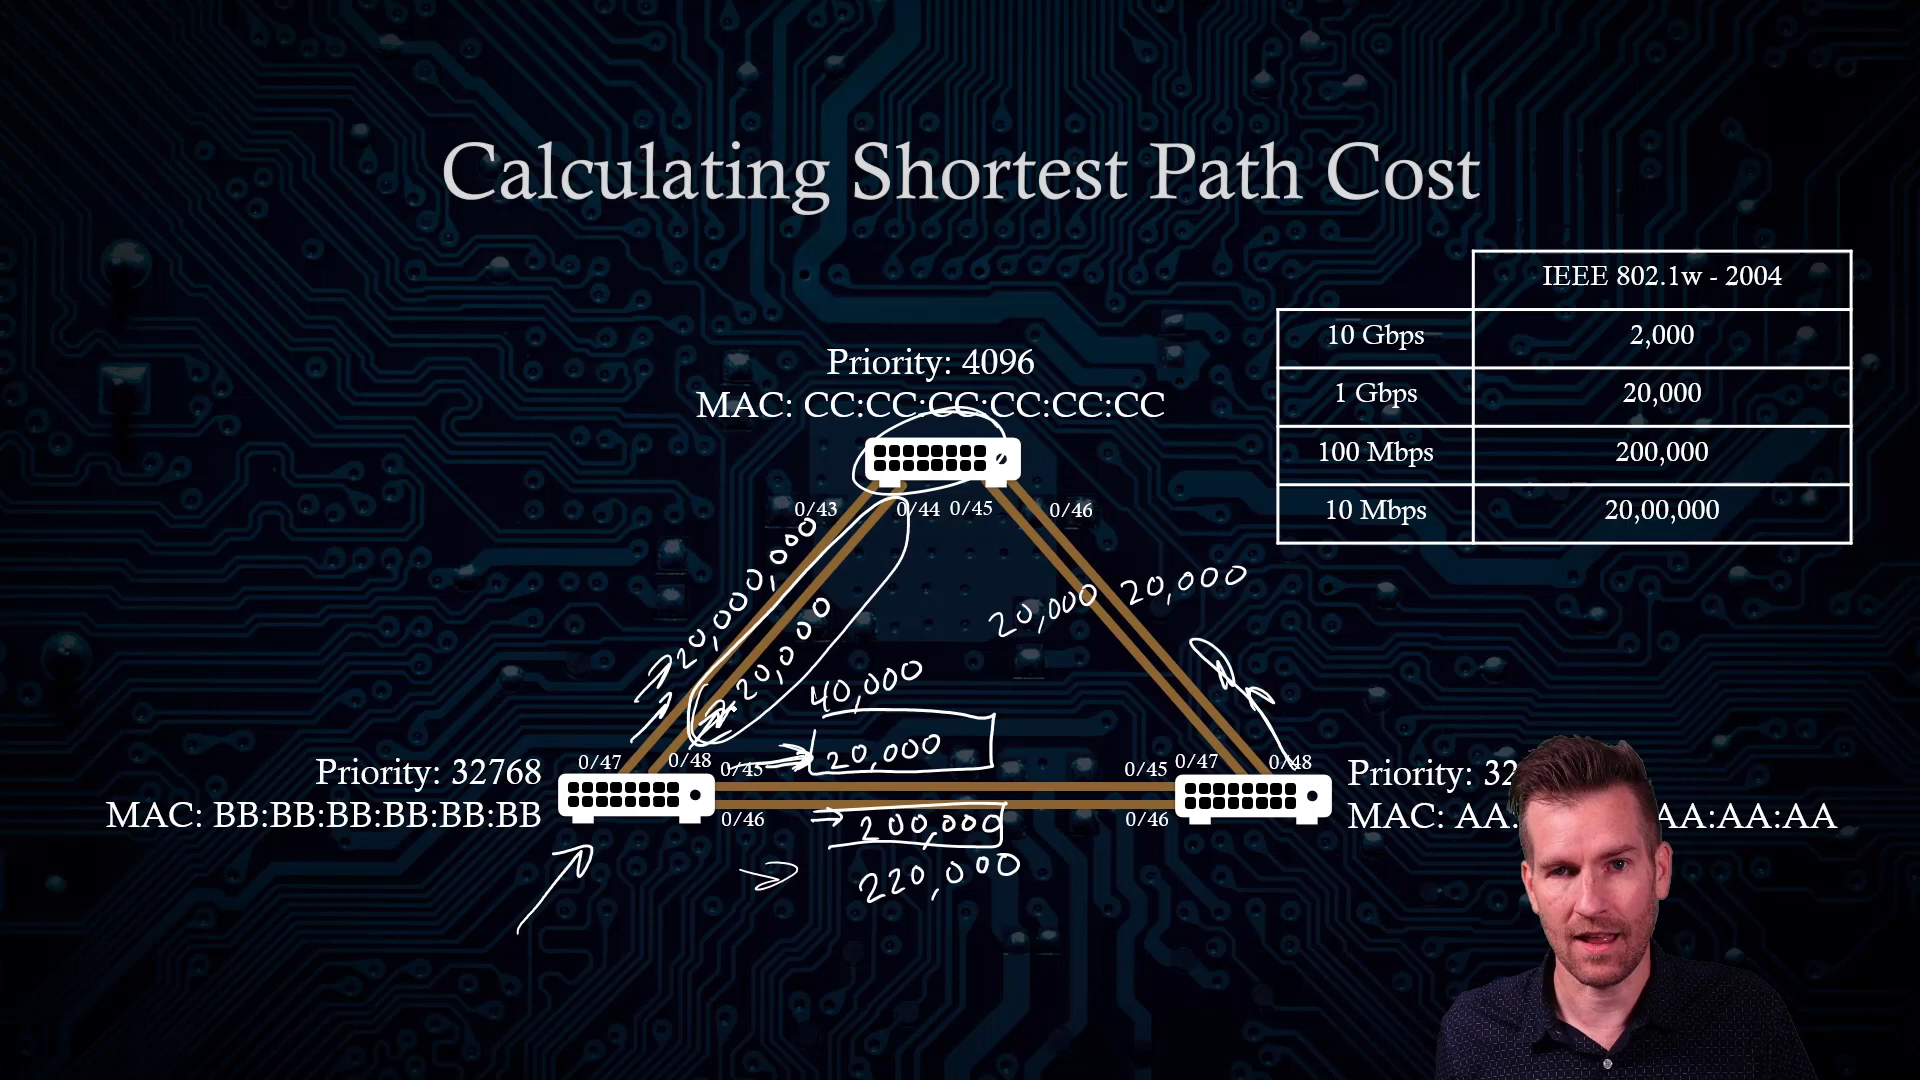 Calculating Shortest Path Cost
IEEE 802.1w - 2004
10 Gbps 2,000
1 Gbps 20,000
100 Mbps 200,000
10 Mbps 20,00,000
Priority: 4096
MAC: CC:CC:CC:CC:CC:CC
0/43 0/44 0/45 0/46
20,000,000
20,000
20,000 20,000
40,000
20,000
0/47 0/48 0/45
0/45 0/47 0/48
Priority: 32768
MAC: BB:BB:BB:BB:BB:BB
Priority: 32
MAC: AA: AA:AA:AA
0/46 0/46
200,000
220,000